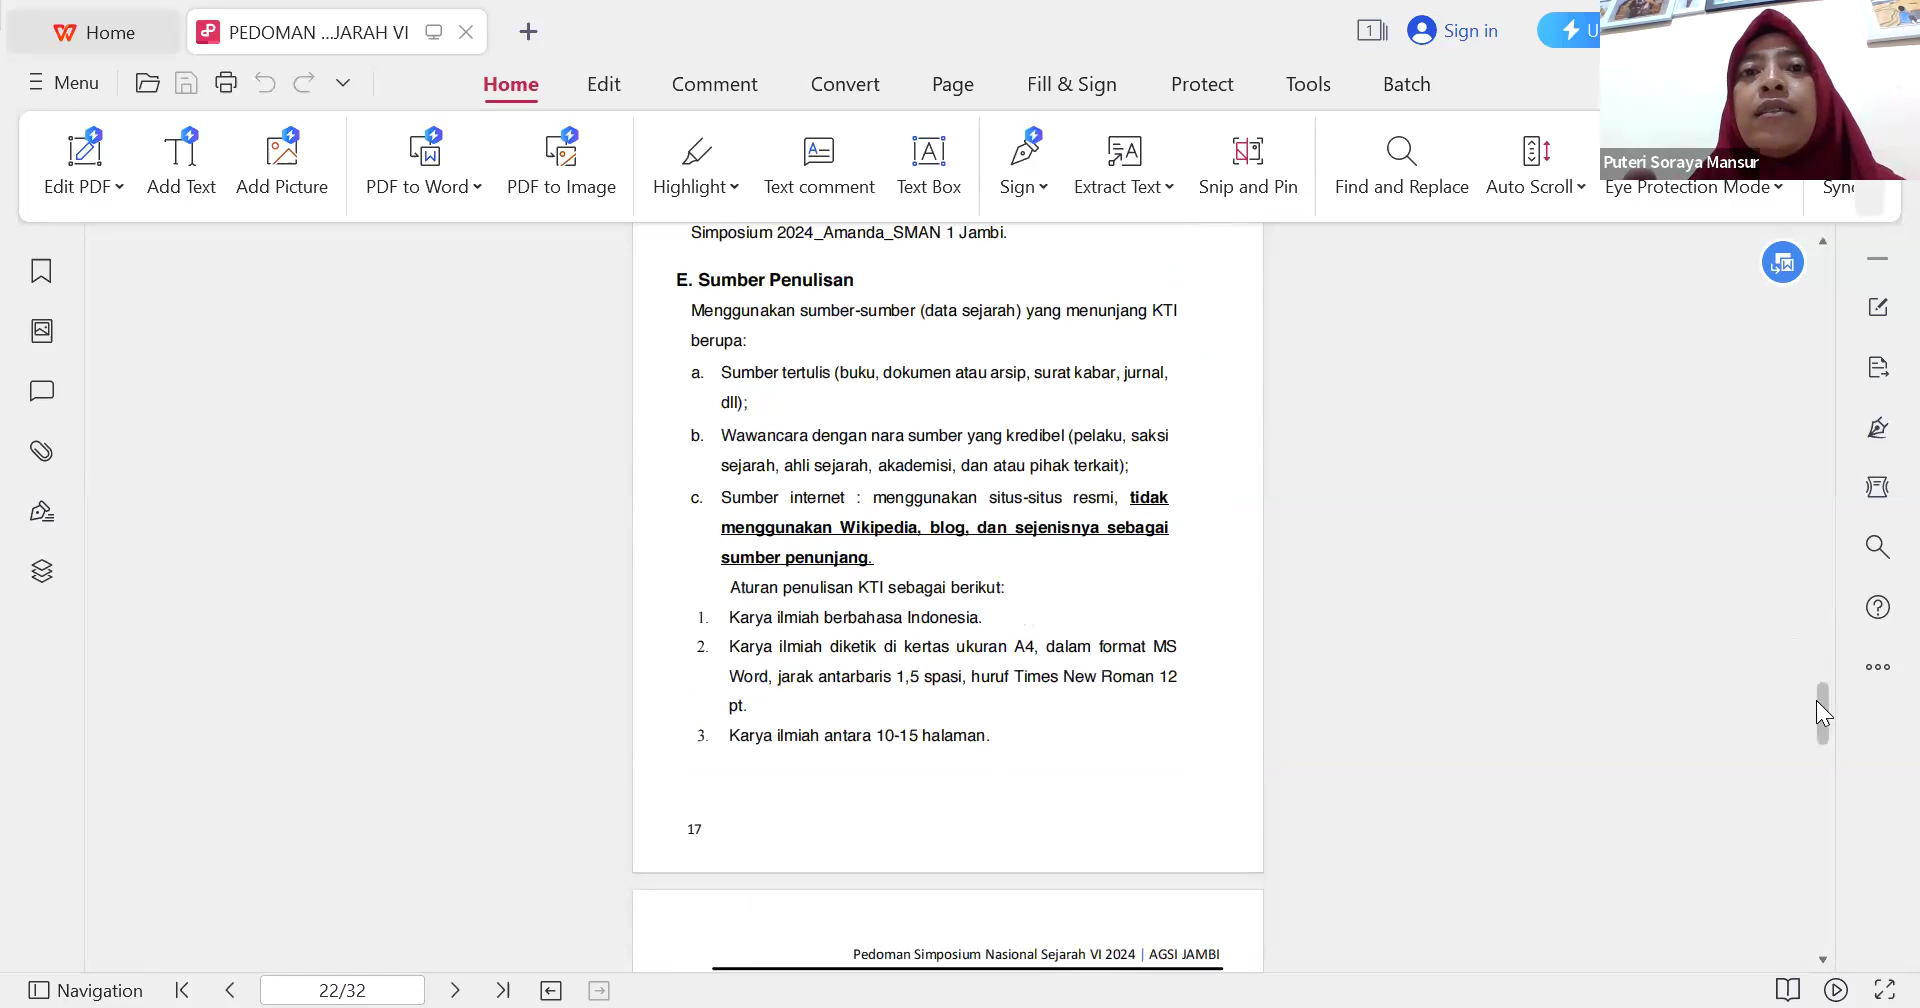 Home
PEDOMAN ...JARAH VI
1
Sign in
U
Menu
Home
Edit
Comment
Convert
Page
Fill & Sign
Protect
Tools
Batch
Edit PDF
Add Text
Add Picture
PDF to Word
PDF to Image
Highlight
Text comment
Text Box
Sign
Extract Text
Snip and Pin
Find and Replace
Auto Scroll
Eye Protection Mode
Puteri Soraya Mansur
Simposium 2024_Amanda_SMAN 1 Jambi.
E. Sumber Penulisan
Menggunakan sumber-sumber (data sejarah) yang menunjang KTI
berupa:
a. Sumber tertulis (buku, dokumen atau arsip, surat kabar, jurnal,
dll);
b. Wawancara dengan nara sumber yang kredibel (pelaku, saksi
sejarah, ahli sejarah, akademisi, dan atau pihak terkait);
c. Sumber internet : menggunakan situs-situs resmi, tidak
menggunakan Wikipedia, blog, dan sejenisnya sebagai
sumber penunjang.
Aturan penulisan KTI sebagai berikut:
1. Karya ilmiah berbahasa Indonesia.
2. Karya ilmiah diketik di kertas ukuran A4, dalam format MS
Word, jarak antarbaris 1,5 spasi, huruf Times New Roman 12
pt.
3. Karya ilmiah antara 10-15 halaman.
17
Pedoman Simposium Nasional Sejarah VI 2024 | AGSI JAMBI
Navigation
22/32